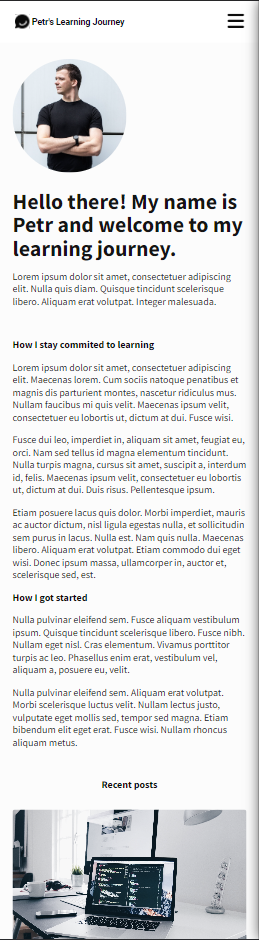 Petr's Learning Journey
Hello there! My name is
Petr and welcome to my
learning journey.
Lorem ipsum dolor sit amet, consectetuer adipiscing
elit. Nulla quis diam. Quisque tincidunt scelerisque
libero. Aliquam erat volutpat. Integer malesuada.
How I stay commited to learning
Lorem ipsum dolor sit amet, consectetuer adipiscing
elit. Maecenas lorem. Cum sociis natoque penatibus et
magnis dis parturient montes, nascetur ridiculus mus.
Nullam faucibus mi quis velit. Maecenas ipsum velit,
consectetuer eu lobortis ut, dictum at dui. Fusce wisi.
Fusce dui leo, imperdiet in, aliquam sit amet, feugiat eu,
orci. Nam sed tellus id magna elementum tincidunt.
Nulla turpis magna, cursus sit amet, suscipit a, interdum
id, felis. Maecenas ipsum velit, consectetuer eu lobortis
ut, dictum at dui. Duis risus. Pellentesque ipsum.
Etiam posuere lacus quis dolor. Morbi imperdiet, mauris
ac auctor dictum, nisl ligula egestas nulla, et sollicitudin
sem purus in lacus. Nulla est. Nam quis nulla. Maecenas
libero. Aliquam erat volutpat. Etiam commodo dui eget
wisi. Donec ipsum massa, ullamcorper in, auctor et,
scelerisque sed, est.
How I got started
Nulla pulvinar eleifend sem. Fusce aliquam vestibulum
ipsum. Quisque tincidunt scelerisque libero. Fusce nibh.
Nullam eget nisl. Cras elementum. Vivamus porttitor
turpis ac leo. Phasellus enim erat, vestibulum vel,
aliquam a, posuere eu, velit.
Nulla pulvinar eleifend sem. Aliquam erat volutpat.
Morbi scelerisque luctus velit. Nullam lectus justo,
vulputate eget mollis sed, tempor sed magna. Etiam
bibendum elit eget erat. Fusce wisi. Nullam rhoncus
aliquam metus.
Recent posts